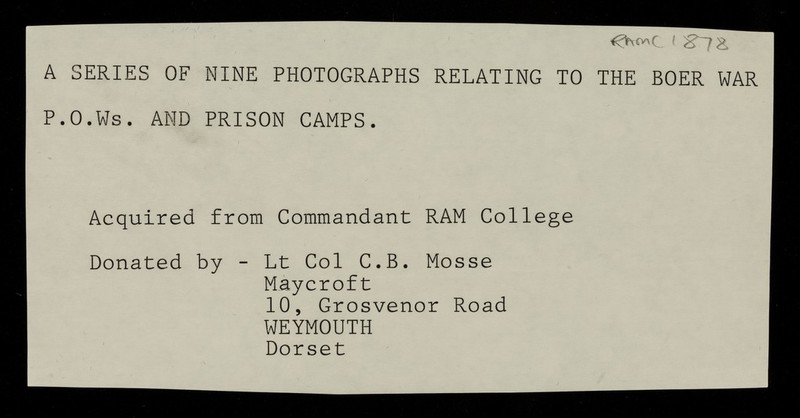 RAMC 1878
A SERIES OF NINE PHOTOGRAPHS RELATING TO THE BOER WAR
P.O.Ws. AND PRISON CAMPS.
Acquired from Commandant RAM College
Donated by - Lt Col C.B. Mosse
Maycroft
10, Grosvenor Road
WEYMOUTH
Dorset